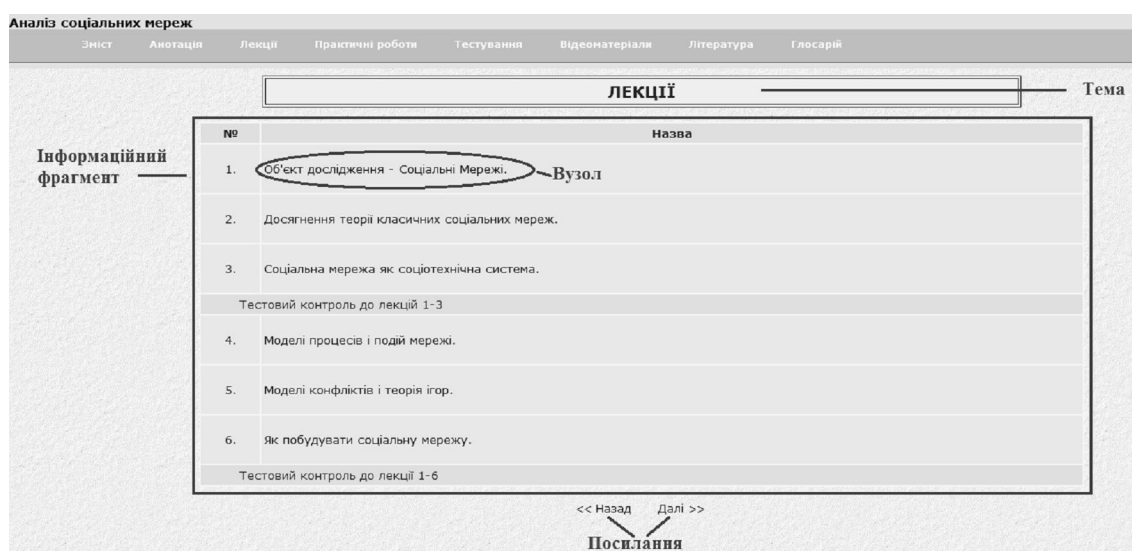 Аналіз соціальних мереж
Зміст Анотація Лекції Практичні роботи Тестування Відеоматеріали Література Глосарій
ЛЕКЦІЇ Тема
№ Назва
Інформаційний фрагмент
1. Об'єкт дослідження - Соціальні Мережі. Вузол
2. Досягнення теорії класичних соціальних мереж.
3. Соціальна мережа як соціотехнічна система.
Тестовий контроль до лекцій 1-3
4. Моделі процесів і подій мережі.
5. Моделі конфліктів і теорія ігор.
6. Як побудувати соціальну мережу.
Тестовий контроль до лекції 1-6
<< Назад Далі >>
Посилання